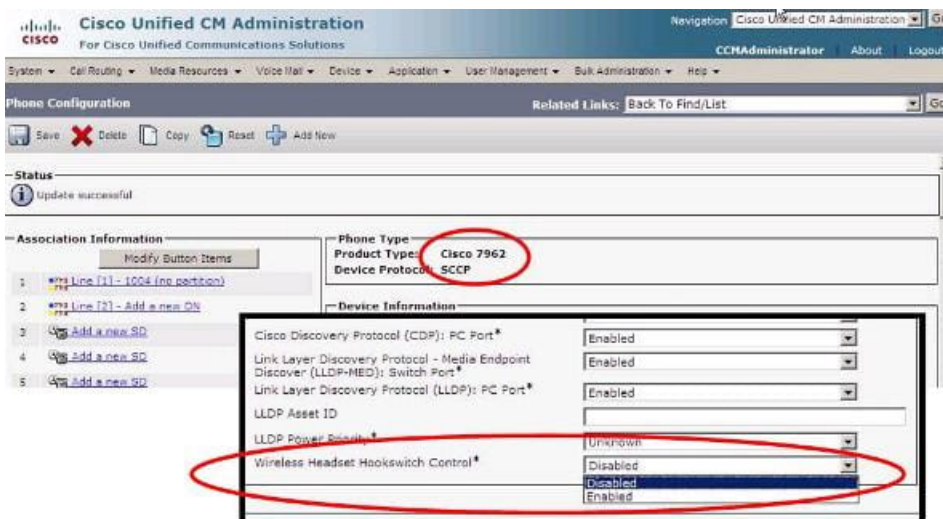 Cisco Unified CM Administration
For Cisco Unified Communications Solutions
CISCO
Navigation Cisco Unified CM Administration G
CCMAdministrator About Logout
System Call Routing Media Resources Voice Mail Device Application User Management Bulk Administration Help
Phone Configuration
Related Links: Back To Find/List Go
Save Delete Copy Reset Add New
Status
Update successful
Association Information
Modify Button Items
1 Line [1] - 1004 (no partition)
2 Line [2] - Add a new DN
3 Add a new SD
4 Add a new SD
5 Add a new SD
Phone Type
Product Type: Cisco 7962
Device Protocol: SCCP
Device Information
Cisco Discovery Protocol (CDP): PC Port* Enabled
Link Layer Discovery Protocol - Media Endpoint
Discover (LLDP-MED): Switch Port* Enabled
Link Layer Discovery Protocol (LLDP): PC Port* Enabled
LLDP Asset ID
LLDP Power Priority* Unknown
Wireless Headset Hookswitch Control* Disabled
Disabled
Enabled